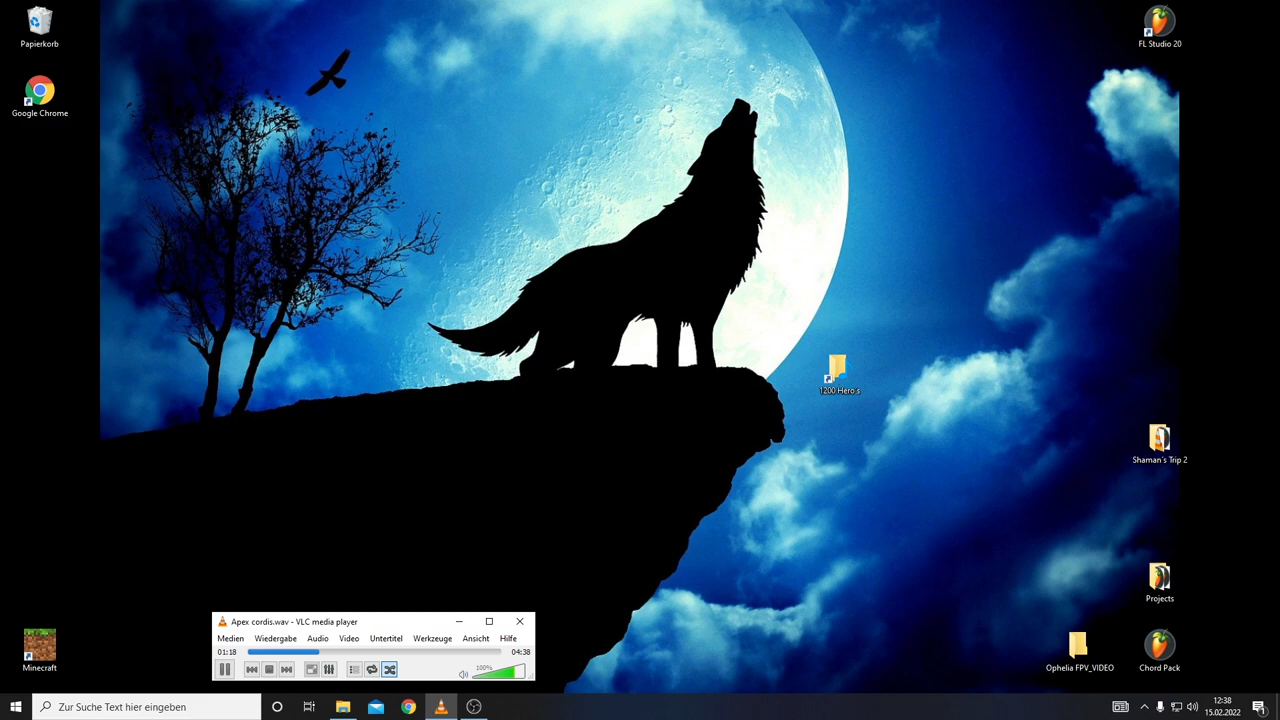 Papierkorb
FL Studio 20
Google Chrome
1200 Hero's
Shaman's Trip 2
Projects
Apex cordis.wav - VLC media player
Medien Wiedergabe Audio Video Untertitel Werkzeuge Ansicht Hilfe
01:18 04:38
100%
Minecraft
Ophelia FPV_VIDEO
Chord Pack
Zur Suche Text hier eingeben
12:38
15.02.2022
1